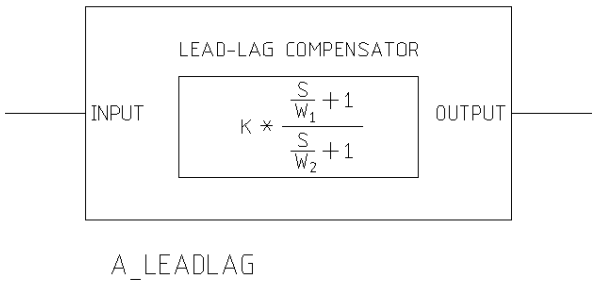 LEAD-LAG COMPENSATOR
INPUT
K * (S/W₁ + 1) / (S/W₂ + 1)
OUTPUT
A_LEADLAG